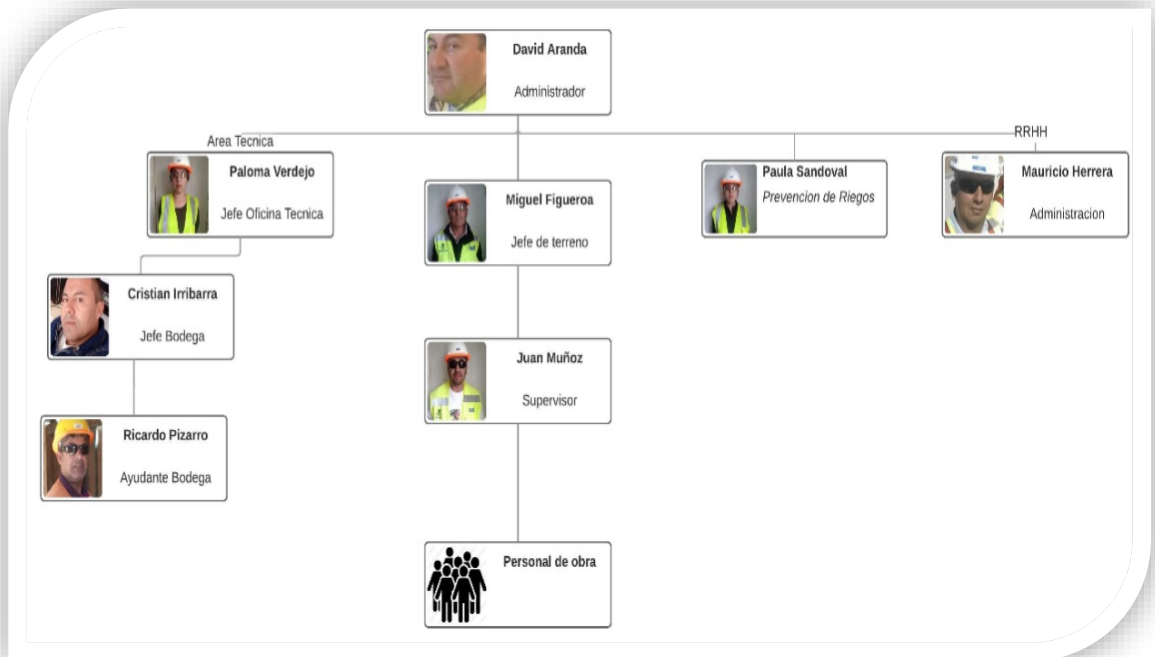 David Aranda
Administrador
Area Tecnica
RRHH
Paloma Verdejo
Jefe Oficina Tecnica
Miguel Figueroa
Jefe de terreno
Paula Sandoval
Prevencion de Riegos
Mauricio Herrera
Administracion
Cristian Irribarra
Jefe Bodega
Juan Muñoz
Supervisor
Ricardo Pizarro
Ayudante Bodega
Personal de obra